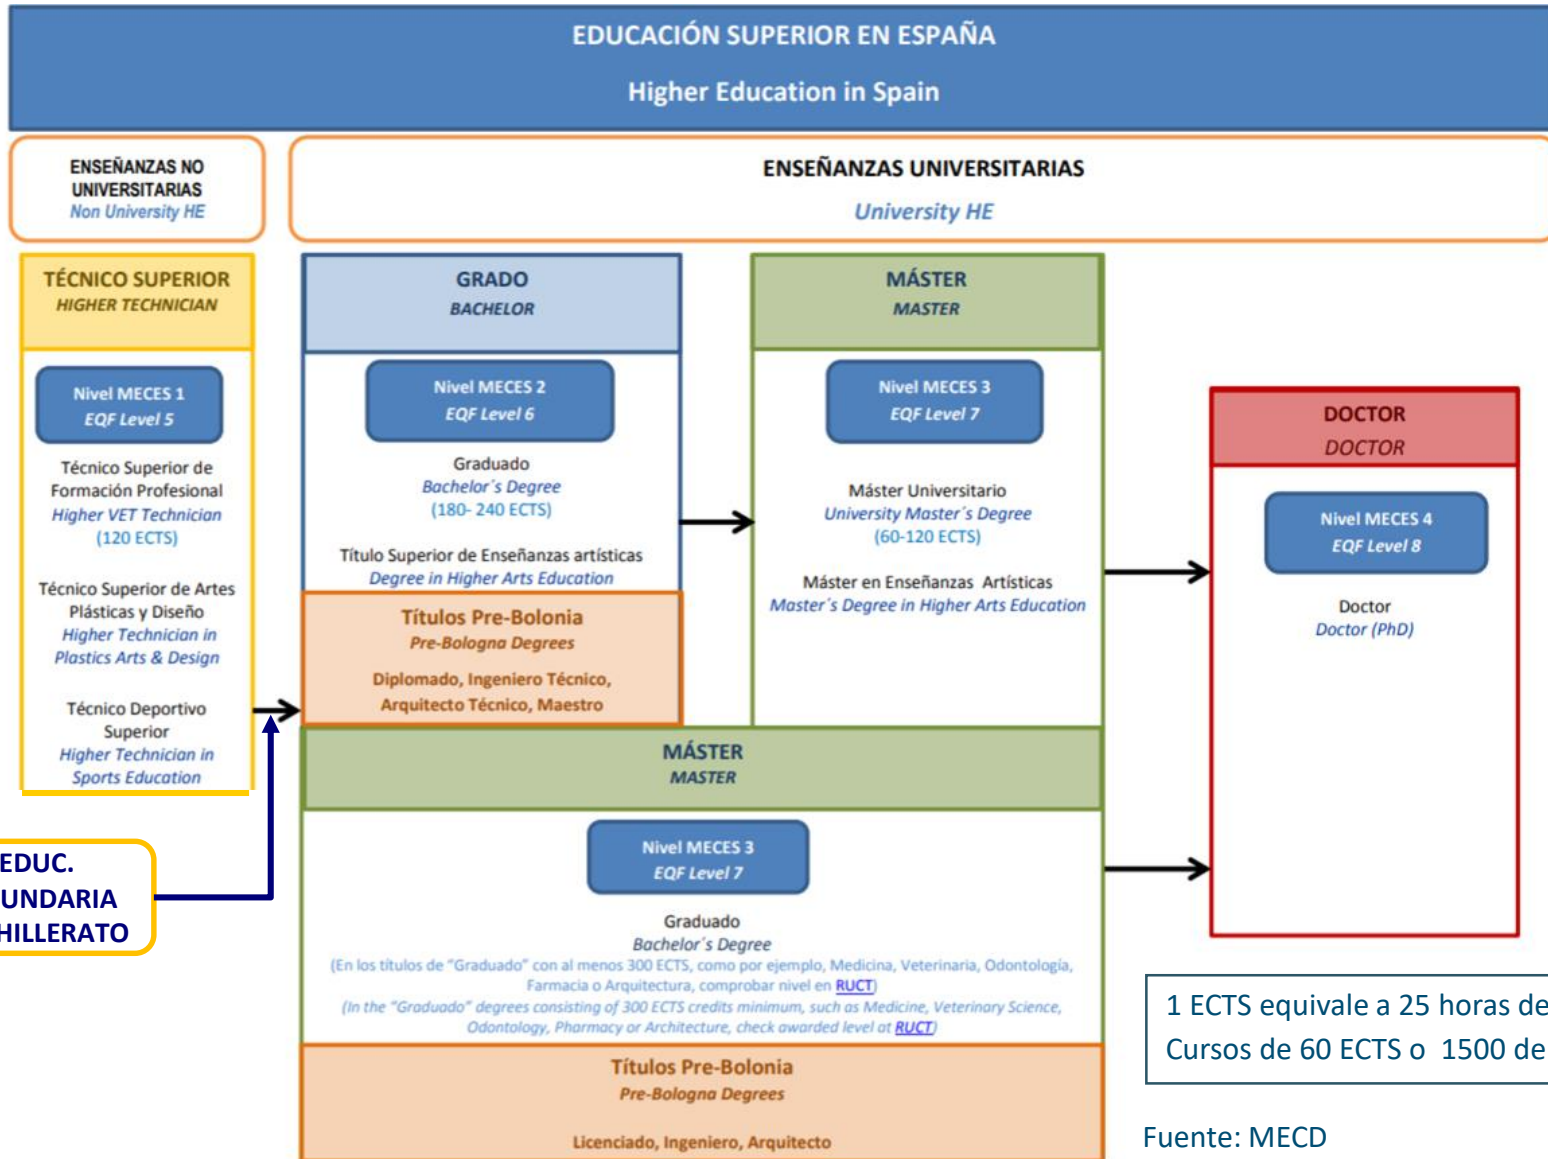 EDUCACIÓN SUPERIOR EN ESPAÑA
Higher Education in Spain
ENSEÑANZAS NO
UNIVERSITARIAS
Non University HE
ENSEÑANZAS UNIVERSITARIAS
University HE
TÉCNICO SUPERIOR
HIGHER TECHNICIAN
Nivel MECES 1
EQF Level 5
Técnico Superior de
Formación Profesional
Higher VET Technician
(120 ECTS)
Técnico Superior de Artes
Plásticas y Diseño
Higher Technician in
Plastics Arts & Design
Técnico Deportivo
Superior
Higher Technician in
Sports Education
EDUC.
UNDARIA
HILLERATO
GRADO
BACHELOR
Nivel MECES 2
EQF Level 6
Graduado
Bachelor´s Degree
(180- 240 ECTS)
Título Superior de Enseñanzas artísticas
Degree in Higher Arts Education
Títulos Pre-Bolonia
Pre-Bologna Degrees
Diplomado, Ingeniero Técnico,
Arquitecto Técnico, Maestro
MÁSTER
MASTER
Nivel MECES 3
EQF Level 7
Máster Universitario
University Master´s Degree
(60-120 ECTS)
Máster en Enseñanzas Artísticas
Master´s Degree in Higher Arts Education
MÁSTER
MASTER
Nivel MECES 3
EQF Level 7
Graduado
Bachelor´s Degree
(En los títulos de "Graduado" con al menos 300 ECTS, como por ejemplo, Medicina, Veterinaria, Odontología,
Farmacia o Arquitectura, comprobar nivel en RUCT)
(In the "Graduado" degrees consisting of 300 ECTS credits minimum, such as Medicine, Veterinary Science,
Odontology, Pharmacy or Architecture, check awarded level at RUCT)
Títulos Pre-Bolonia
Pre-Bologna Degrees
Licenciado, Ingeniero, Arquitecto
DOCTOR
DOCTOR
Nivel MECES 4
EQF Level 8
Doctor
Doctor (PhD)
1 ECTS equivale a 25 horas de
Cursos de 60 ECTS o 1500 de
Fuente: MECD